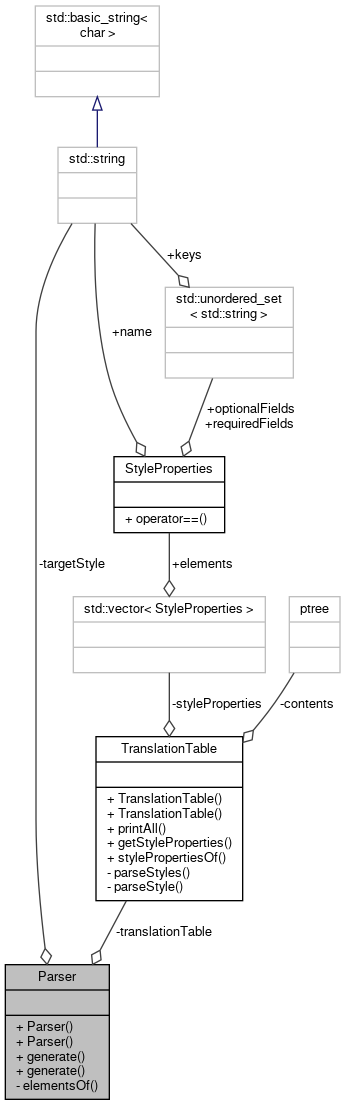 std::basic_string<
char >
std::string
+keys
std::unordered_set
< std::string >
+name
+optionalFields
+requiredFields
StyleProperties
+ operator==()
-targetStyle
+elements
std::vector< StyleProperties >
ptree
-styleProperties
-contents
TranslationTable
+ TranslationTable()
+ TranslationTable()
+ printAll()
+ getStyleProperties()
+ stylePropertiesOf()
- parseStyles()
- parseStyle()
-translationTable
Parser
+ Parser()
+ Parser()
+ generate()
+ generate()
- elementsOf()